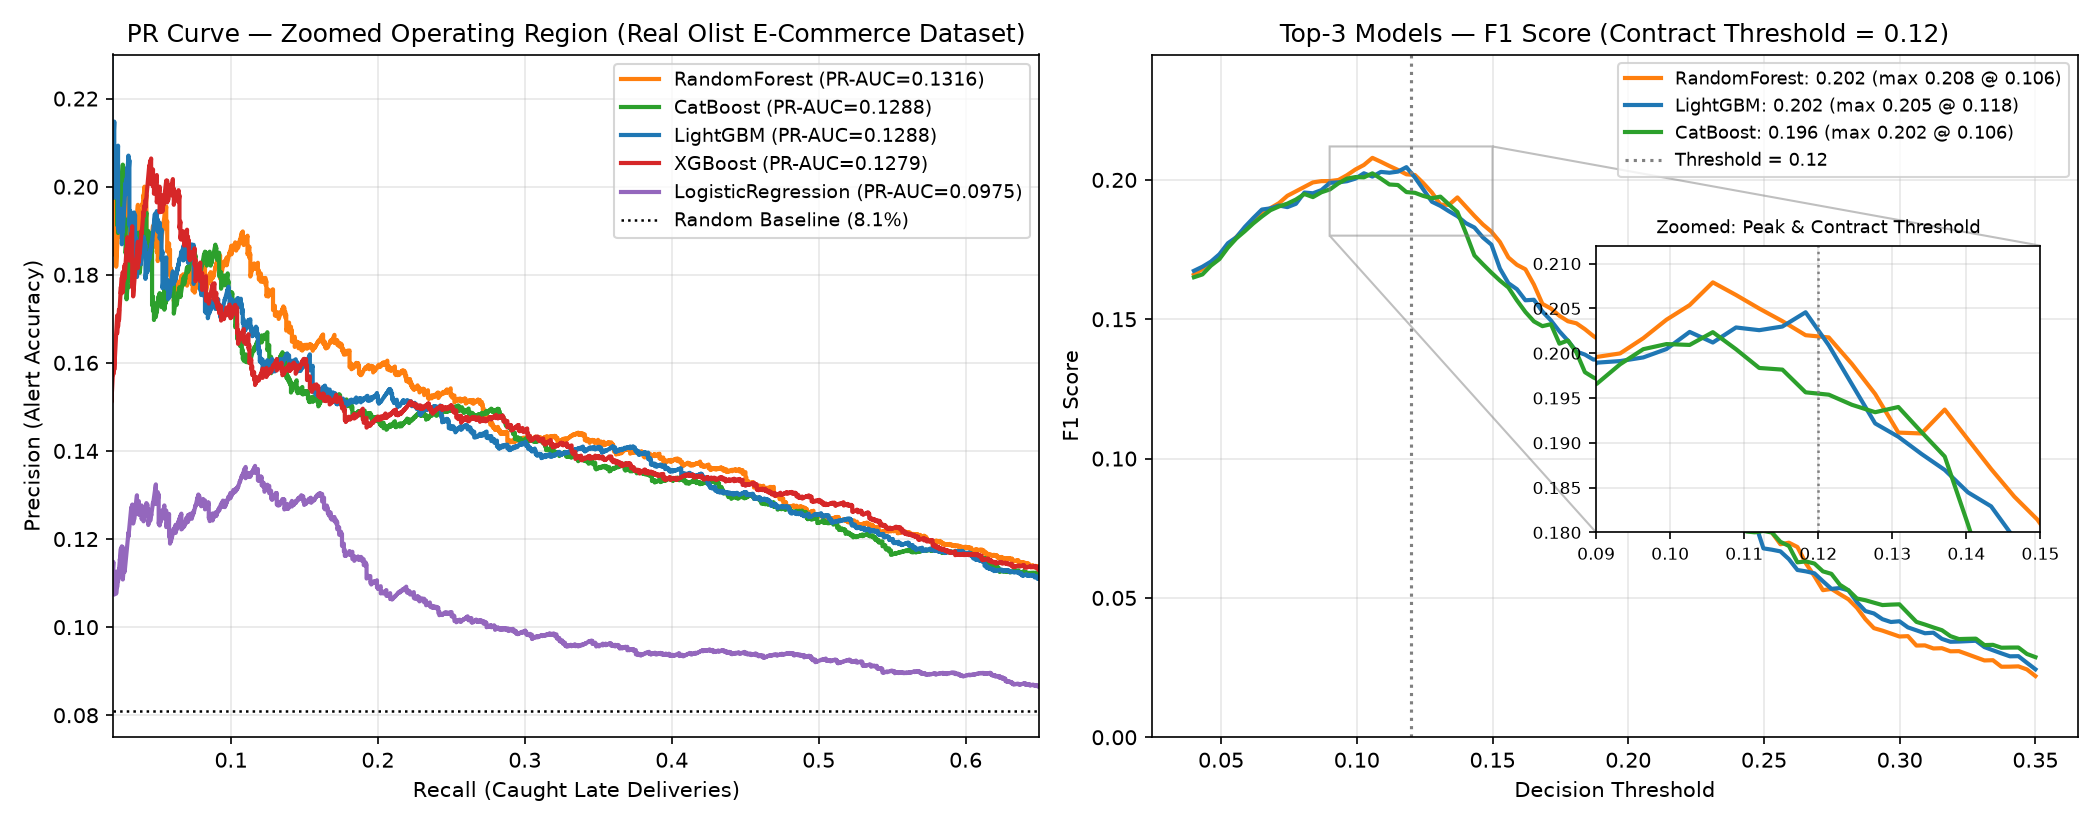 PR Curve — Zoomed Operating Region (Real Olist E-Commerce Dataset)
RandomForest (PR-AUC=0.1316)
CatBoost (PR-AUC=0.1288)
LightGBM (PR-AUC=0.1288)
XGBoost (PR-AUC=0.1279)
LogisticRegression (PR-AUC=0.0975)
Random Baseline (8.1%)
Precision (Alert Accuracy)
0.22
0.20
0.18
0.16
0.14
0.12
0.10
0.08
0.1 0.2 0.3 0.4 0.5 0.6
Recall (Caught Late Deliveries)
Top-3 Models — F1 Score (Contract Threshold = 0.12)
RandomForest: 0.202 (max 0.208 @ 0.106)
LightGBM: 0.202 (max 0.205 @ 0.118)
CatBoost: 0.196 (max 0.202 @ 0.106)
Threshold = 0.12
F1 Score
0.20
0.15
0.10
0.05
0.00
Zoomed: Peak & Contract Threshold
0.210
0.205
0.200
0.195
0.190
0.185
0.180
0.09 0.10 0.11 0.12 0.13 0.14 0.15
0.05 0.10 0.15 0.20 0.25 0.30 0.35
Decision Threshold